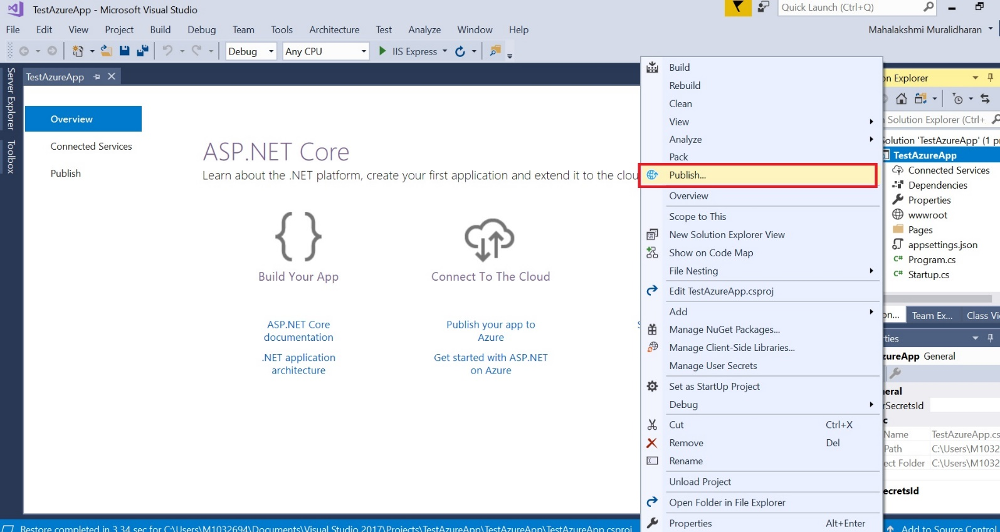 TestAzureApp - Microsoft Visual Studio
Quick Launch (Ctrl+Q)
File Edit View Project Build Debug Team Tools Architecture Test Analyze Window Help
Mahalakshmi Muralidharan
Debug Any CPU IIS Express
Server Explorer
Toolbox
TestAzureApp
Overview
Connected Services
Publish
ASP.NET Core
Learn about the .NET platform, create your first application and extend it to the clou
Build Your App
Connect To The Cloud
ASP.NET Core
documentation
.NET application
architecture
Publish your app to
Azure
Get started with ASP.NET
on Azure
Build
Rebuild
Clean
View
Analyze
Pack
Publish...
Overview
Scope to This
New Solution Explorer View
Show on Code Map
File Nesting
Edit TestAzureApp.csproj
Add
Manage NuGet Packages...
Manage Client-Side Libraries...
Manage User Secrets
Set as StartUp Project
Debug
Cut Ctrl+X
Remove Del
Rename
Unload Project
Open Folder in File Explorer
Properties Alt+Enter
on Explorer
Solution Explorer (Ctrl+
Solution 'TestAzureApp' (1 p
TestAzureApp
Connected Services
Dependencies
Properties
wwwroot
Pages
appsettings.json
C# Program.cs
C# Startup.cs
on... Team Ex... Class Vi
ties
zureApp General
neral
rSecretsId
c
Name TestAzureApp.cs
Path C:\Users\M1032
ect Folder C:\Users\M1032
ecretsId
Restore completed in 3.34 sec for C:\Users\M1032694\Documents\Visual Studio 2017\Projects\TestAzureApp\TestAzureApp\TestAzureApp.csproj
Add to Source Control